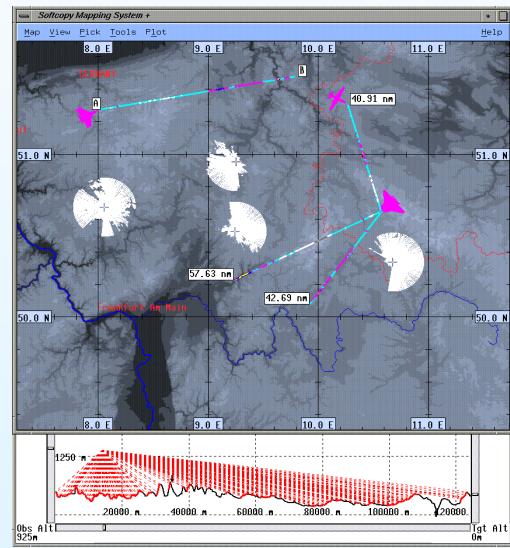 Softcopy Mapping System +
Map View Pick Tools Plot Help
8.0 E 9.0 E 10.0 E 11.0 E
B
A
40.91 nm
51.0 N 51.0 N
57.63 nm
42.69 nm
Frankfurt Am Main
50.0 N 50.0 N
8.0 E 9.0 E 10.0 E 11.0 E
1250 m
20000 m 40000 m 60000 m 80000 m 100000 m 120000
Obs Alt Tgt Alt
925m 0m